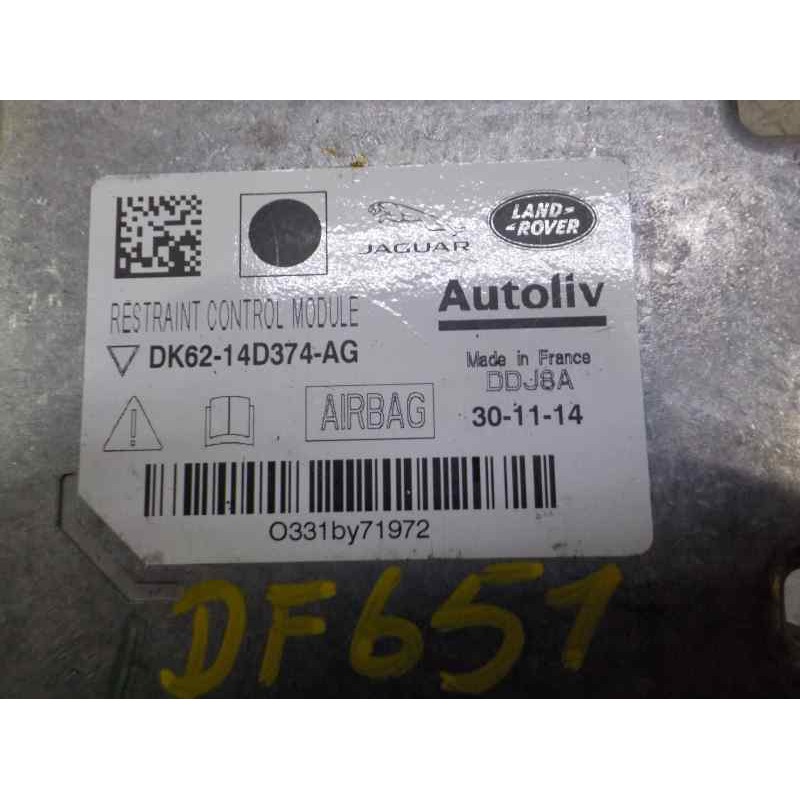 JAGUAR
LAND-
-ROVER
RESTRAINT CONTROL MODULE
Autoliv
DK62-14D374-AG
Made in France
DDJ8A
AIRBAG
30-11-14
O331by71972
DF651